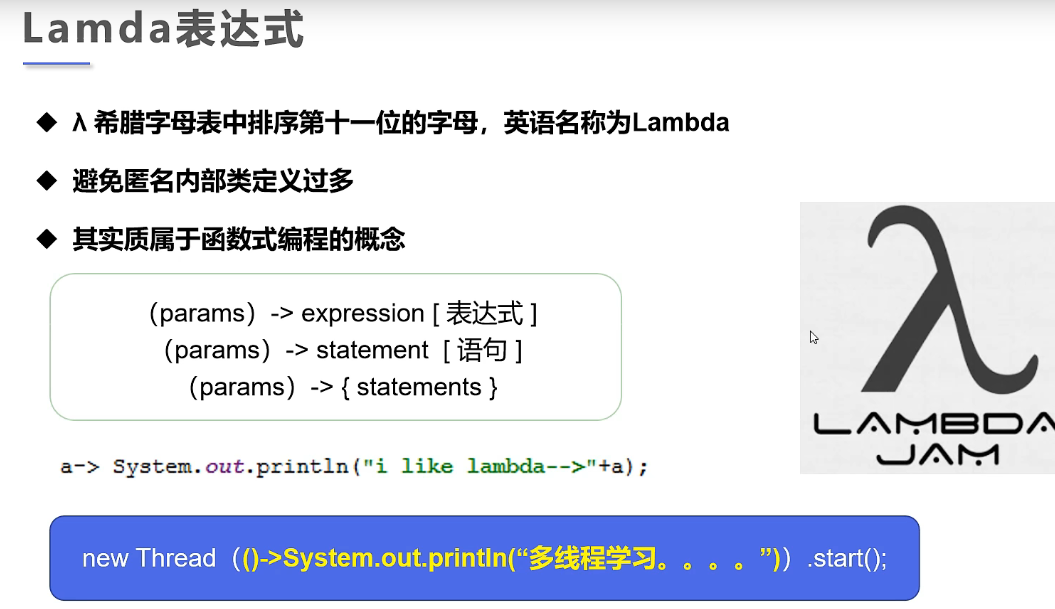 Lamda表达式
λ 希腊字母表中排序第十一位的字母，英语名称为Lambda
避免匿名内部类定义过多
其实质属于函数式编程的概念
（params）-> expression [ 表达式 ]
（params）-> statement [ 语句 ]
（params）-> { statements }
a-> System.out.println("i like lambda-->"+a);
new Thread（()->System.out.println(“多线程学习。。。。”)）.start();
λ
LAMBDA
JAM